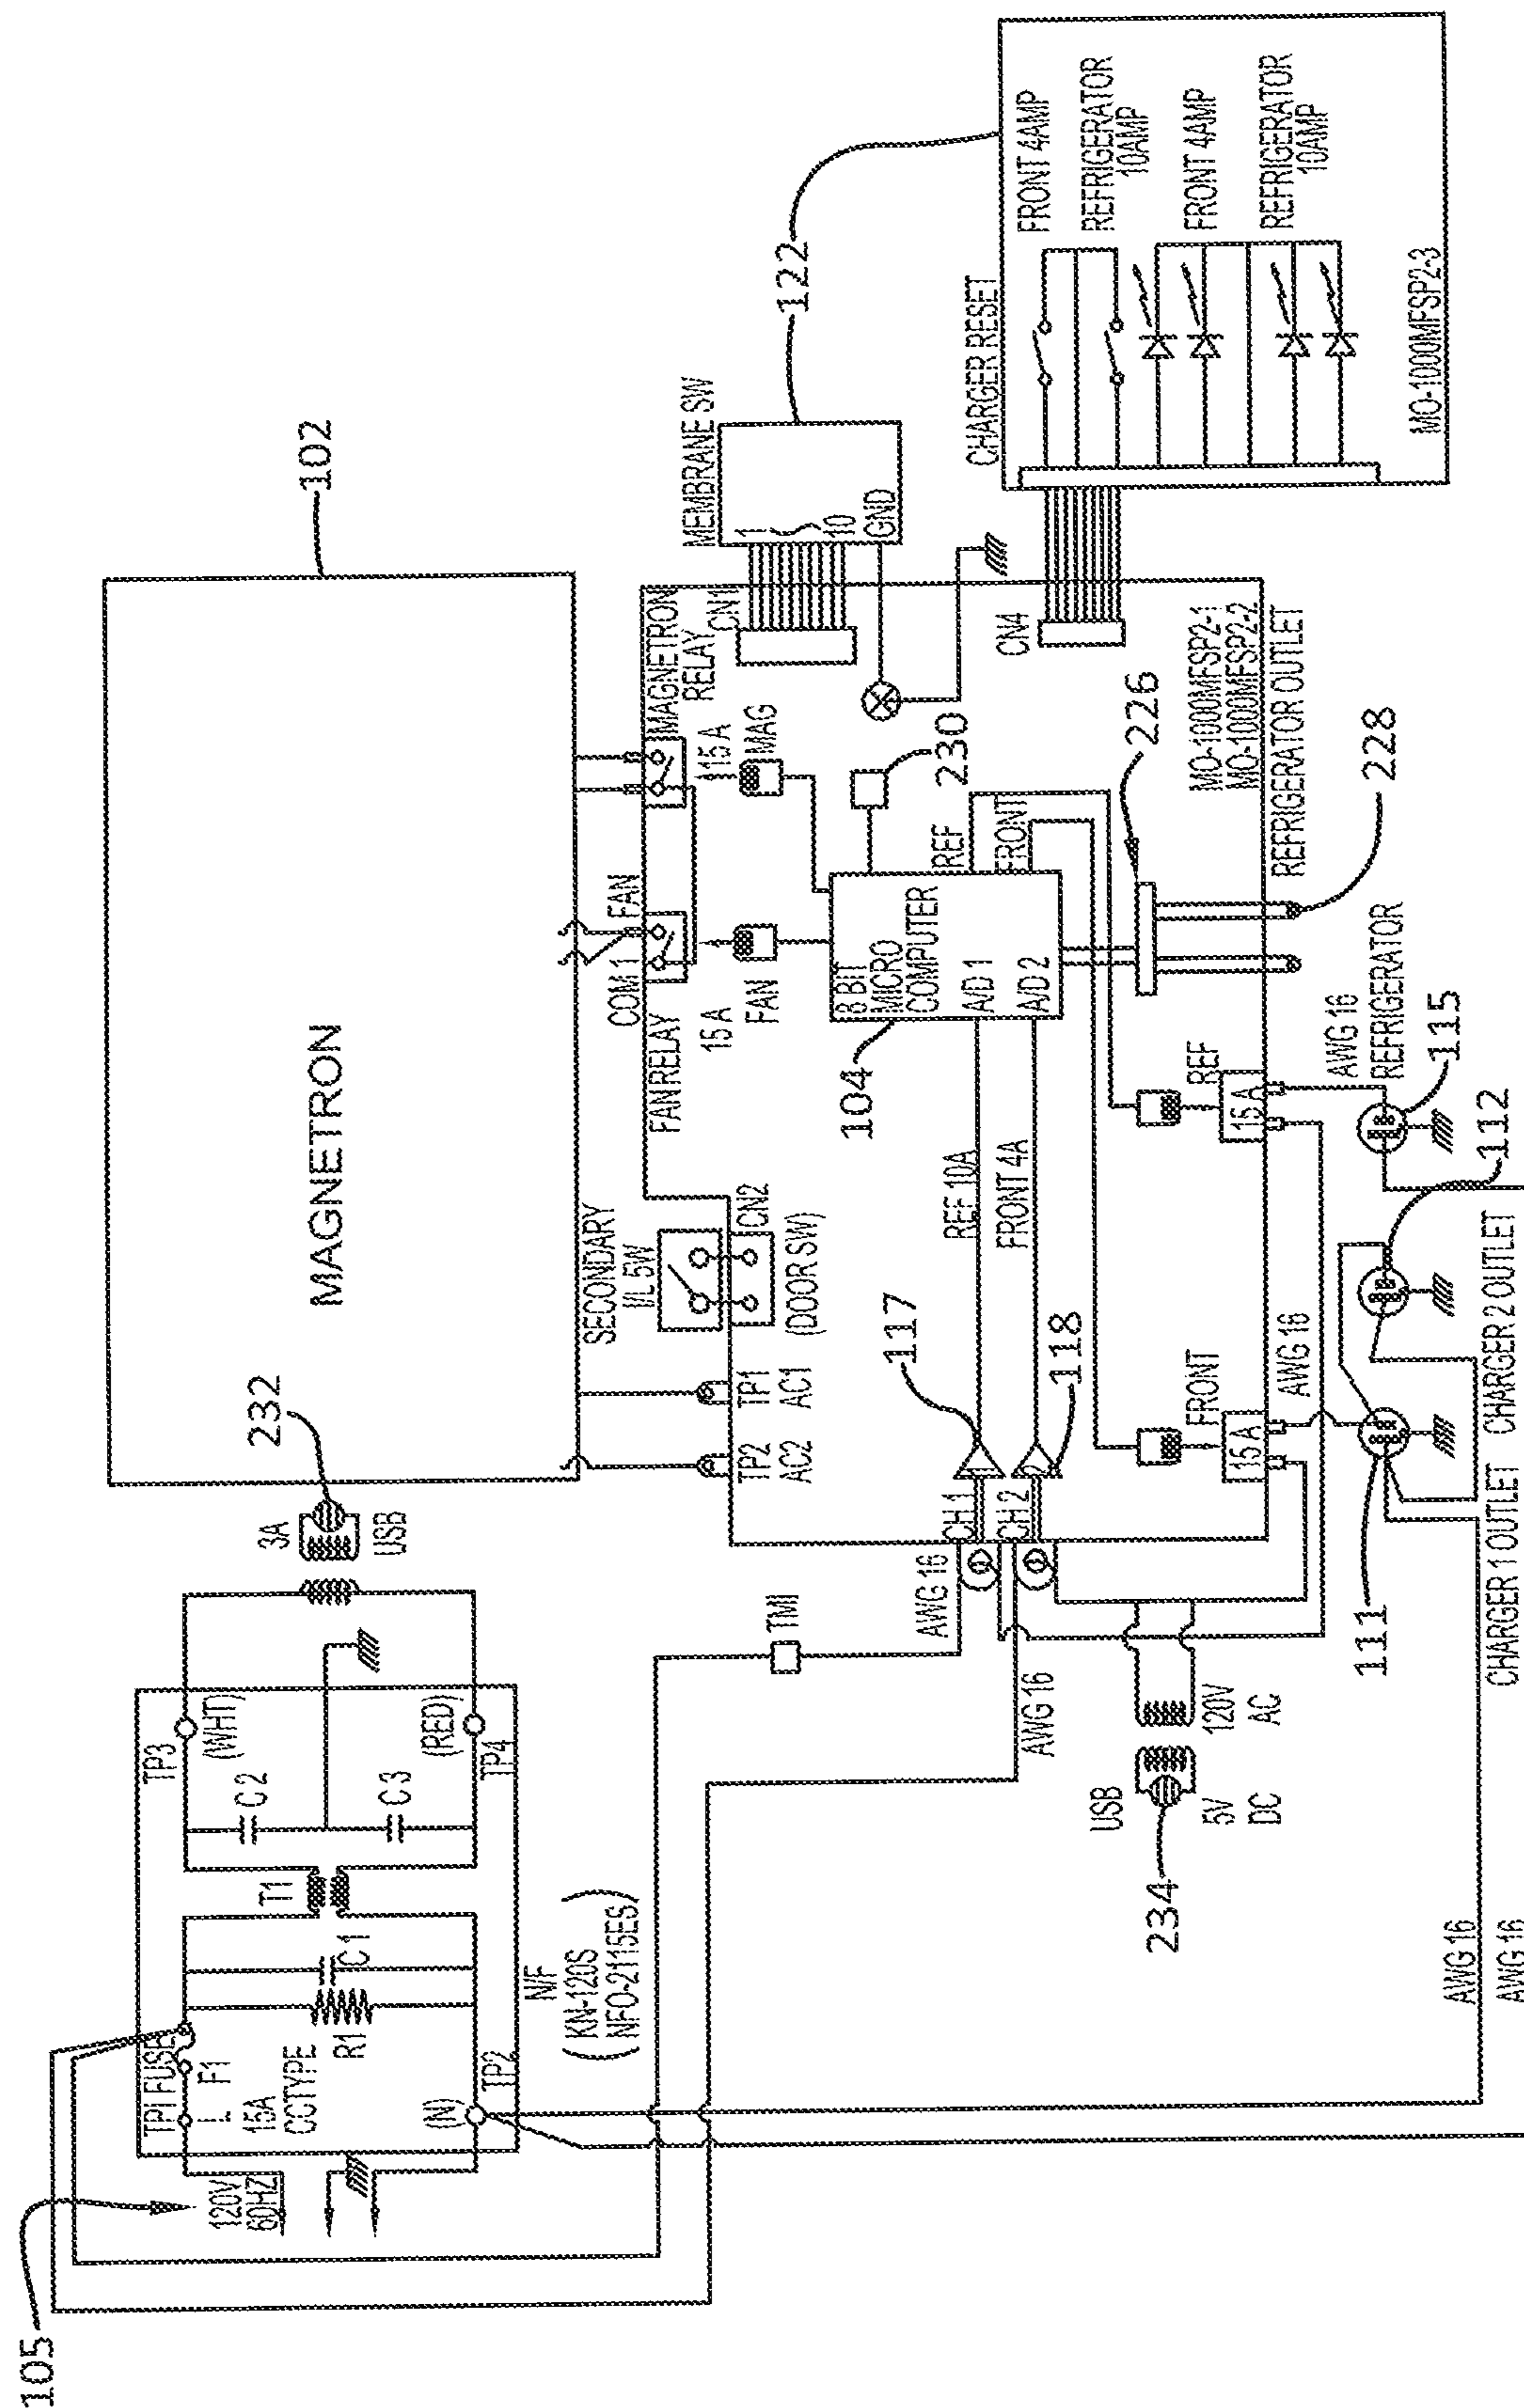 105
120V
60HZ
TP1 FUSE
L
F1
15A
CCTYPE
R1
C1
(N)
TP2
T1
C2
C3
TP3
(WHT)
(RED)
TP4
N/F
(KN-120S
NFO-2115ES)
3A
USB
232
MAGNETRON
102
TMI
AWG 16
AWG 16
TP2
AC2
TP1
AC1
SECONDARY
I/L 5W
CN2
(DOOR SW)
FAN RELAY
COM 1
FAN
15 A
FAN
MAGNETRON
RELAY
15 A
MAG
CN1
MEMBRANE SW
1
10
GND
122
CHARGER RESET
FRONT 4AMP
REFRIGERATOR
10AMP
FRONT 4AMP
REFRIGERATOR
10AMP
MO-1000MFSP2-3
CN4
104
8 BIT
MICRO
COMPUTER
A/D 1
A/D 2
230
REF
FRONT
226
MO-1000MFSP2-1
MO-1000MFSP2-2
REFRIGERATOR OUTLET
228
117
REF 10A
FRONT 4A
118
CH.1
CH.2
FRONT
15 A
REF
15 A
AWG 16
AWG 16
REFRIGERATOR
115
112
111
CHARGER 1 OUTLET
CHARGER 2 OUTLET
USB
5V
DC
120V
AC
234
AWG 16
AWG 16